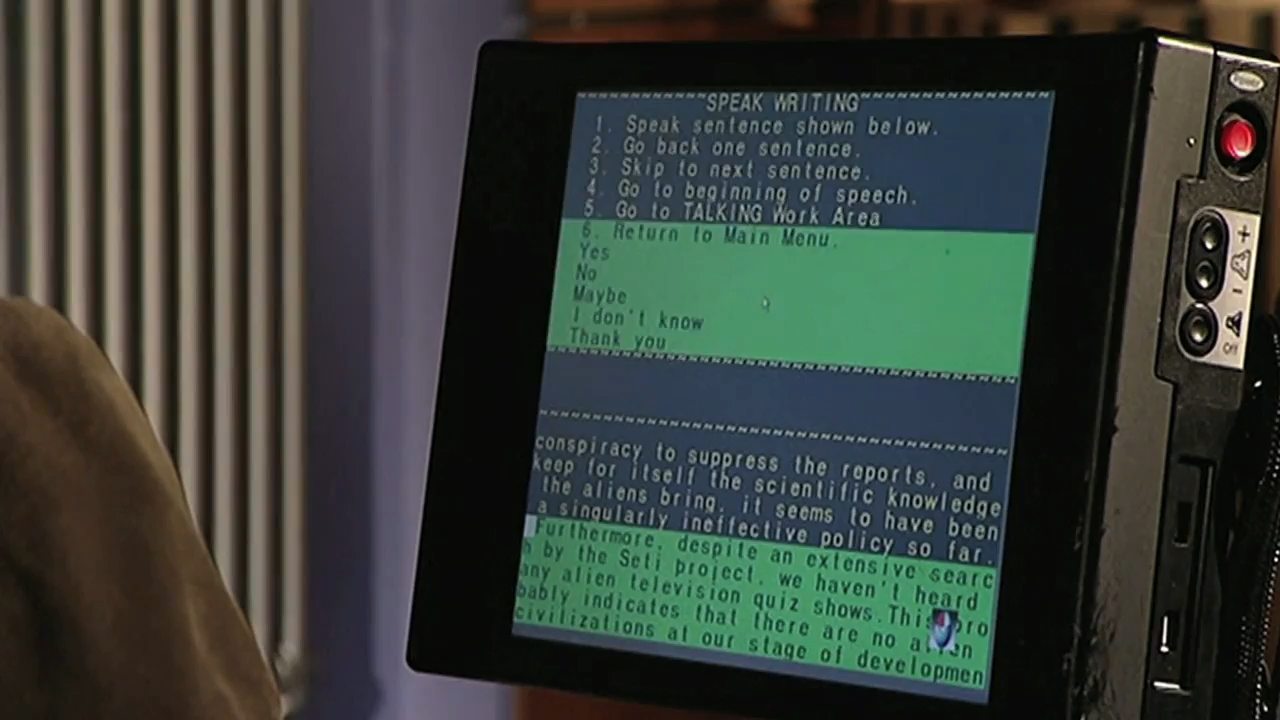 ~~~~~~~~~~SPEAK WRITING~~~~~~~~~~~~~~~
1. Speak sentence shown below.
2. Go back one sentence.
3. Skip to next sentence.
4. Go to beginning of speech.
5. Go to TALKING Work Area
6. Return to Main Menu.
Yes
No
Maybe
I don't know
Thank you
conspiracy to suppress the reports, and
keep for itself the scientific knowledge
the aliens bring, it seems to have been
a singularly ineffective policy so far.
Furthermore, despite an extensive searc
h by the Seti project, we haven't heard
any alien television quiz shows.This pro
bably indicates that there are no alien
civilizations at our stage of developmen
+
-
Off